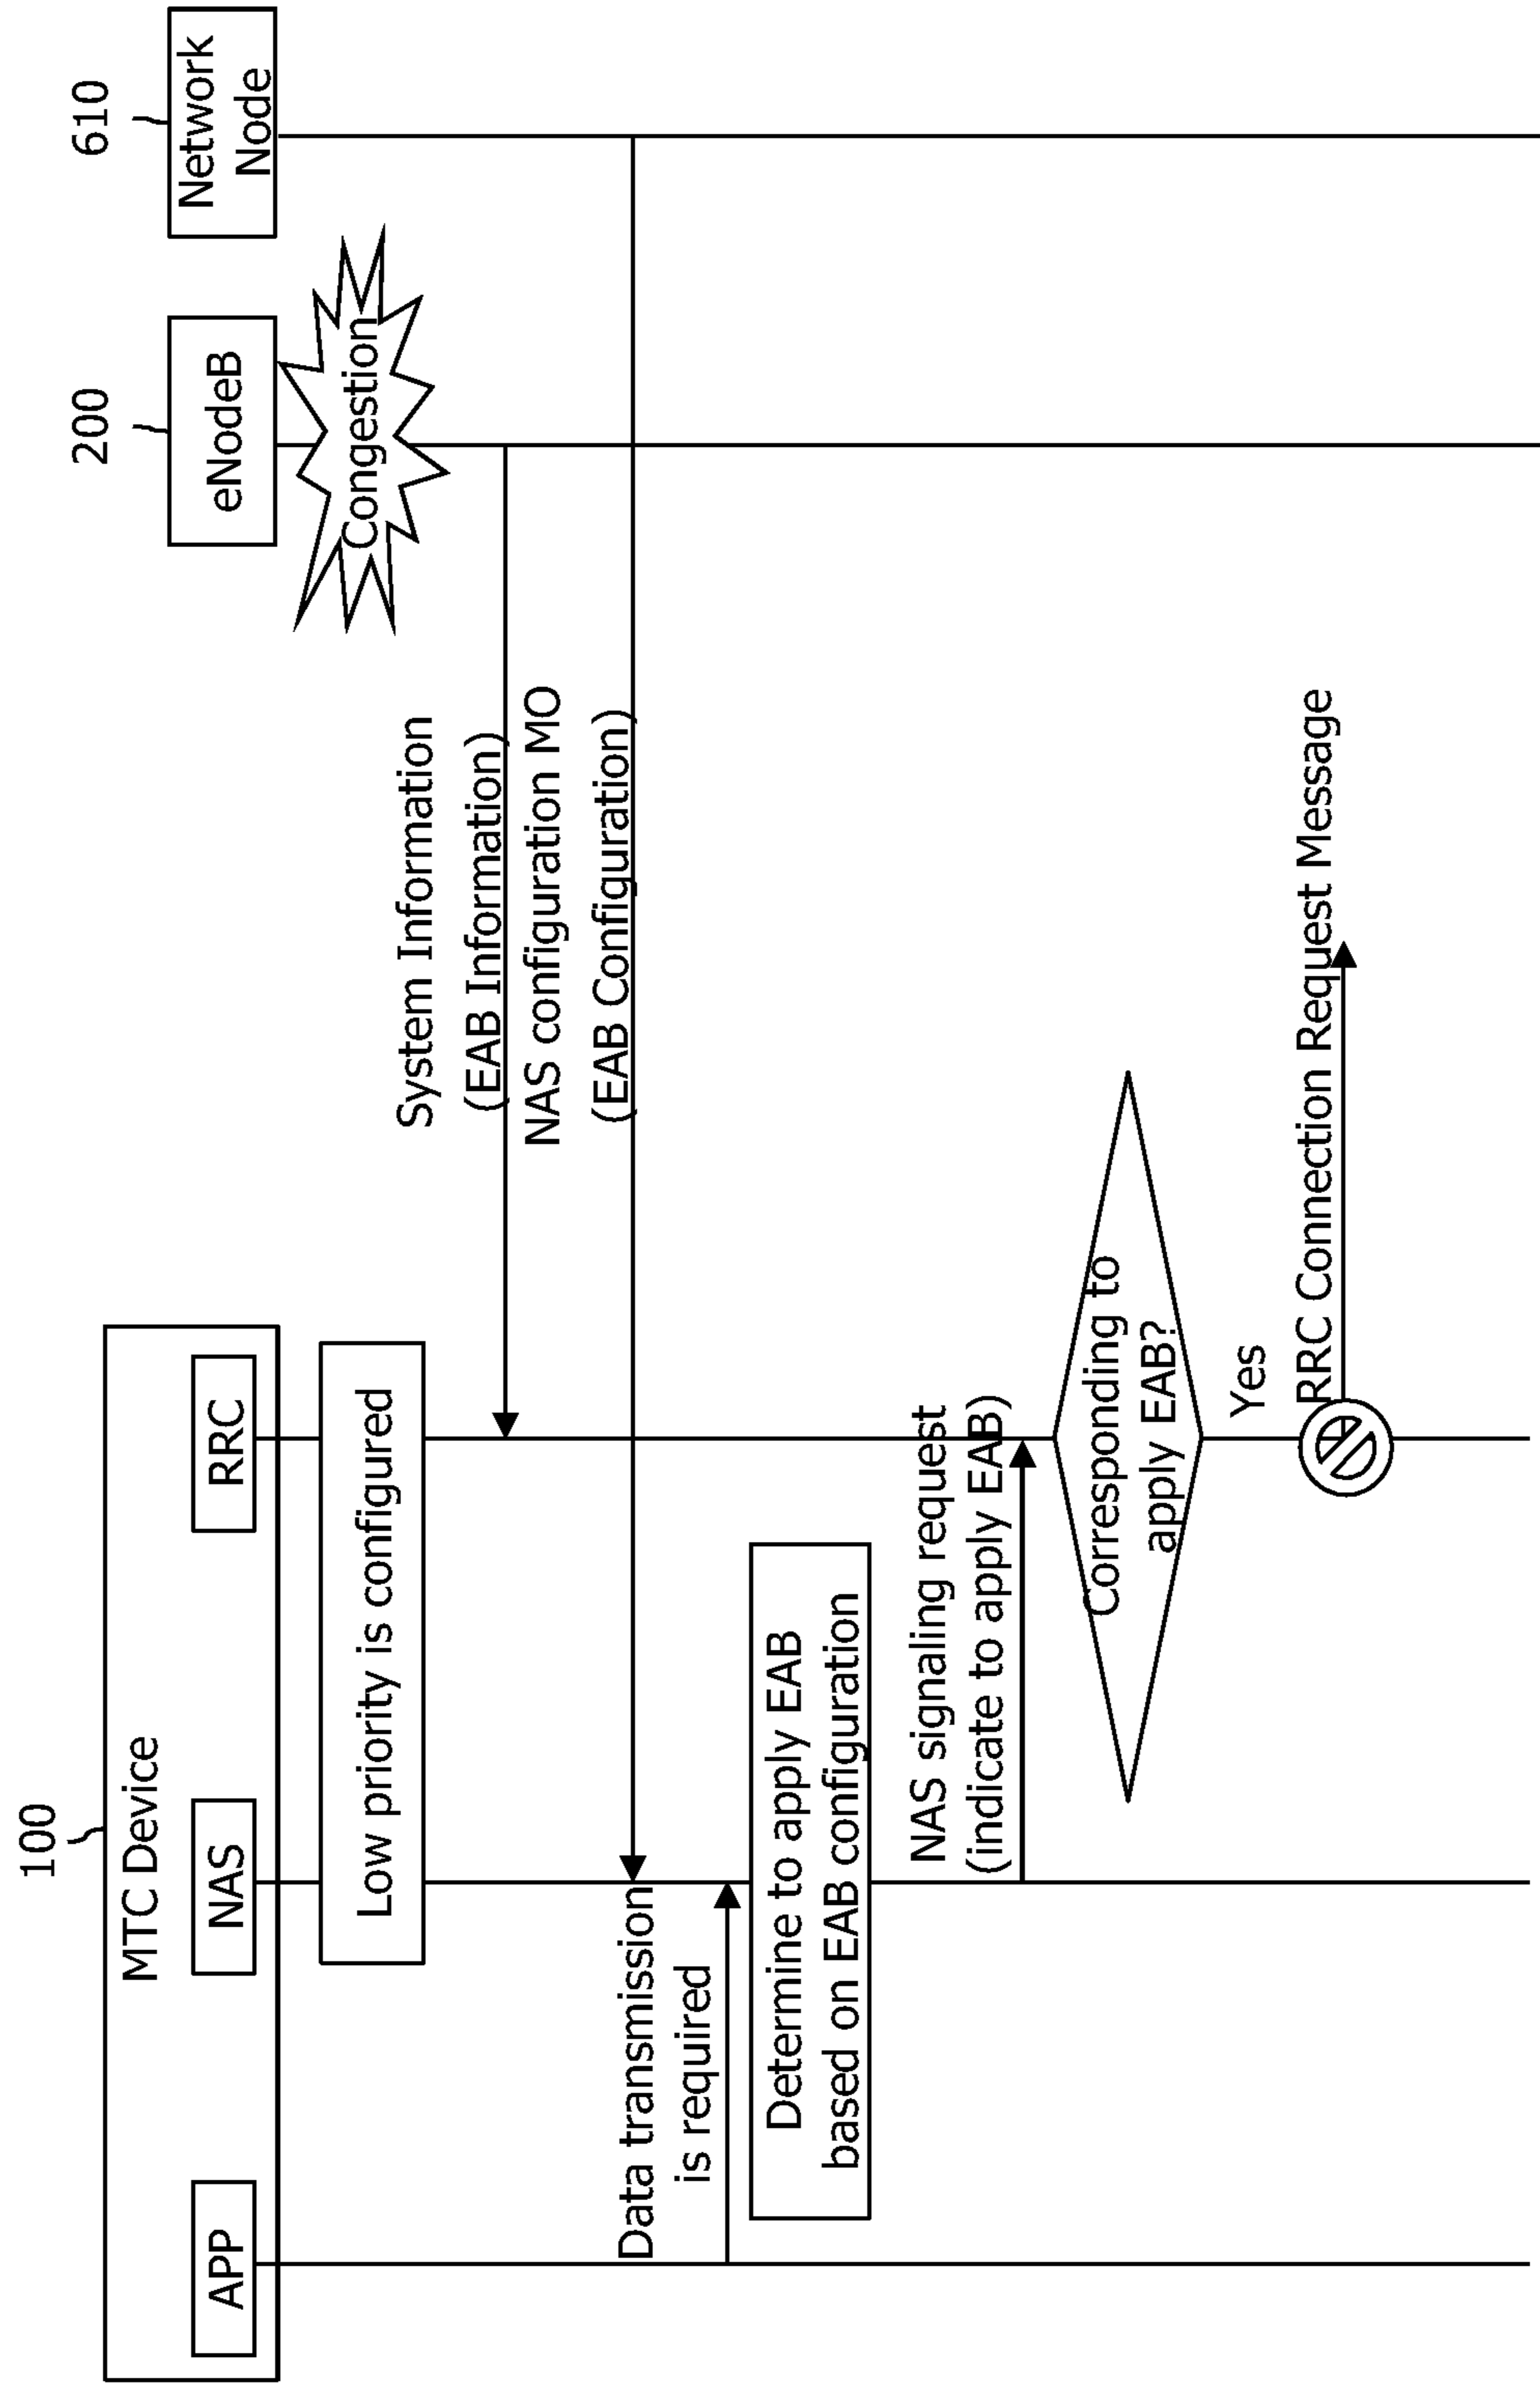 100
200
610
MTC Device
eNodeB
Network
Node
APP
NAS
RRC
Low priority is configured
Congestion
System Information
(EAB Information)
NAS configuration MO
(EAB Configuration)
Data transmission
is required
Determine to apply EAB
based on EAB configuration
NAS signaling request
(indicate to apply EAB)
Corresponding to
apply EAB?
Yes
RRC Connection Request Message